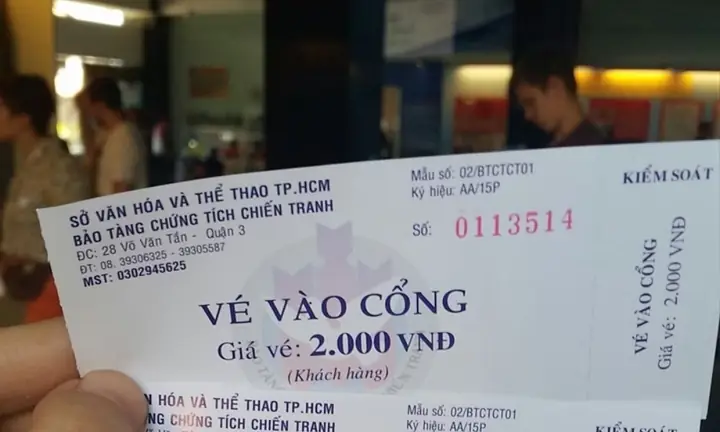 SỞ VĂN HÓA VÀ THỂ THAO TP.HCM
BẢO TÀNG CHỨNG TÍCH CHIẾN TRANH
ĐC: 28 Võ Văn Tần - Quận 3
ĐT: 08. 39306325 - 39305587
MST: 0302945625
Mẫu số: 02/BTCTCT01
Ký hiệu: AA/15P
Số: 0113514
KIỂM SOÁT
VÉ VÀO CỔNG
Giá vé: 2.000 VNĐ
(Khách hàng)
VÉ VÀO CỔNG
Giá vé: 2.000 VNĐ
HÓA VÀ THỂ THAO TP.HCM
CHỨNG TÍCH CHIẾN TRANH
Mẫu số: 02/BTCTCT01
Ký hiệu: AA/15P
KIỂM SOÁT